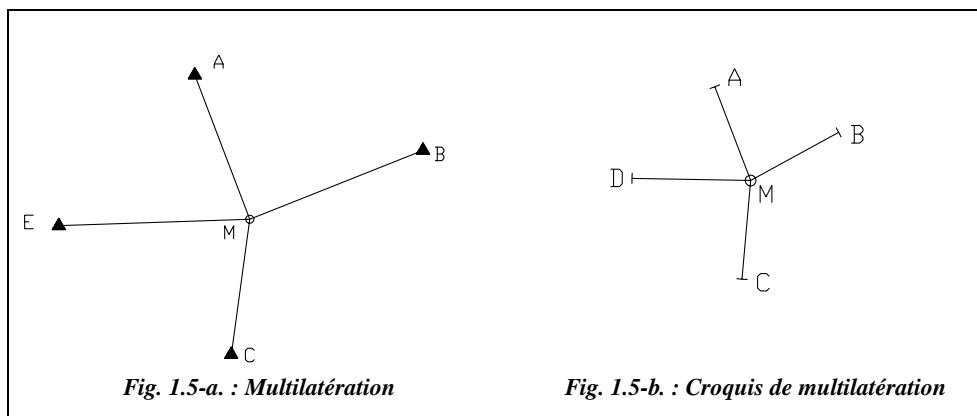 A
B
E
M
C
Fig. 1.5-a. : Multilatération
A
B
D
M
C
Fig. 1.5-b. : Croquis de multilatération